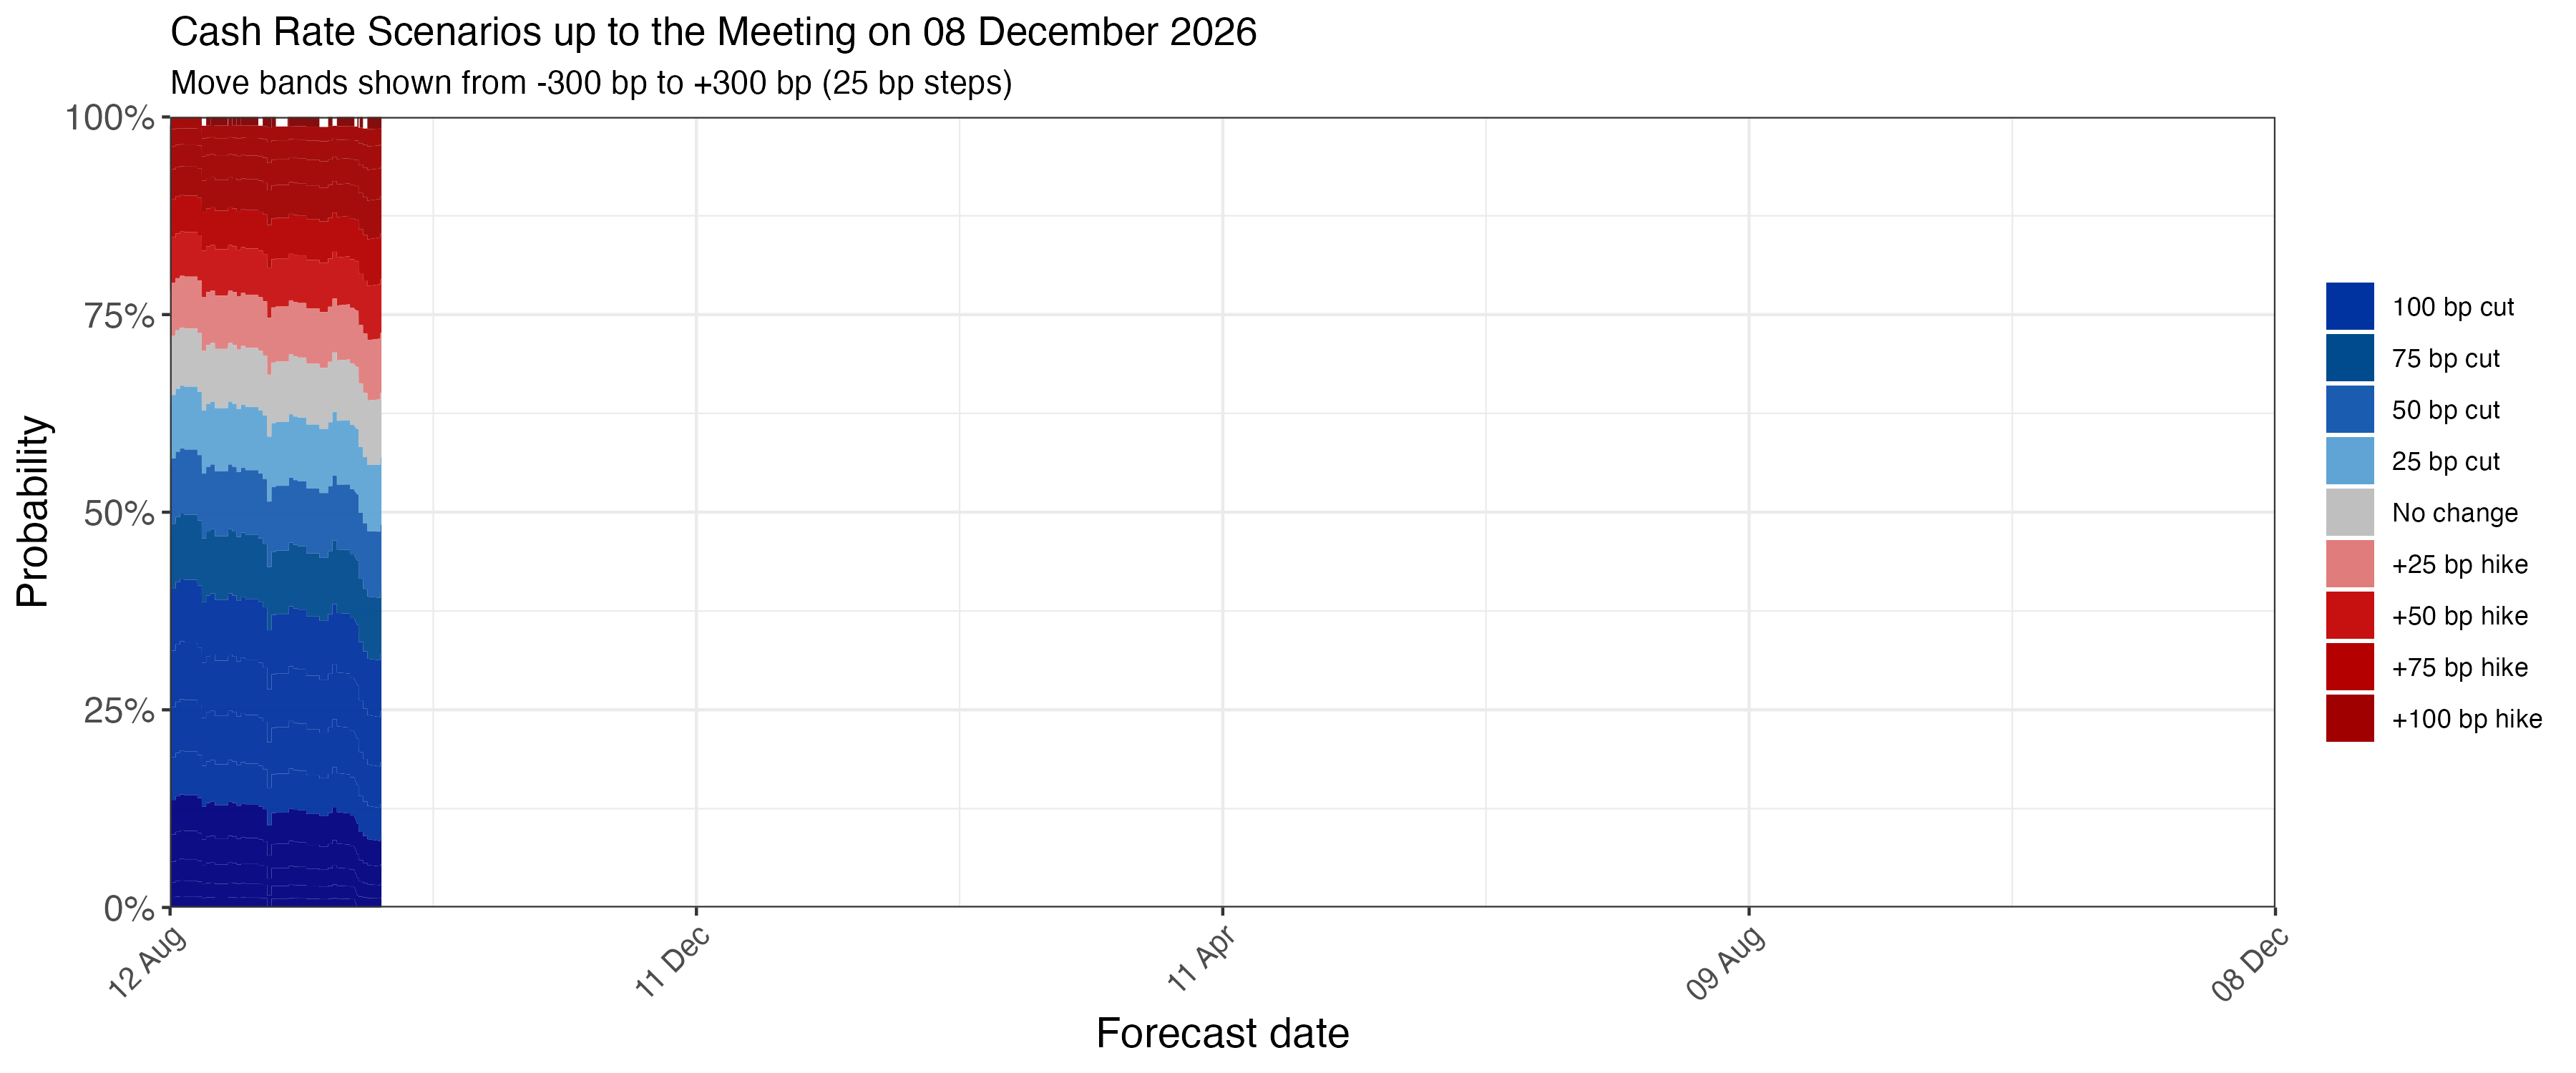 Cash Rate Scenarios up to the Meeting on 08 December 2026
Move bands shown from -300 bp to +300 bp (25 bp steps)
100%
75%
50%
25%
0%
Probability
12 Aug
11 Dec
11 Apr
09 Aug
08 Dec
Forecast date
100 bp cut
75 bp cut
50 bp cut
25 bp cut
No change
+25 bp hike
+50 bp hike
+75 bp hike
+100 bp hike